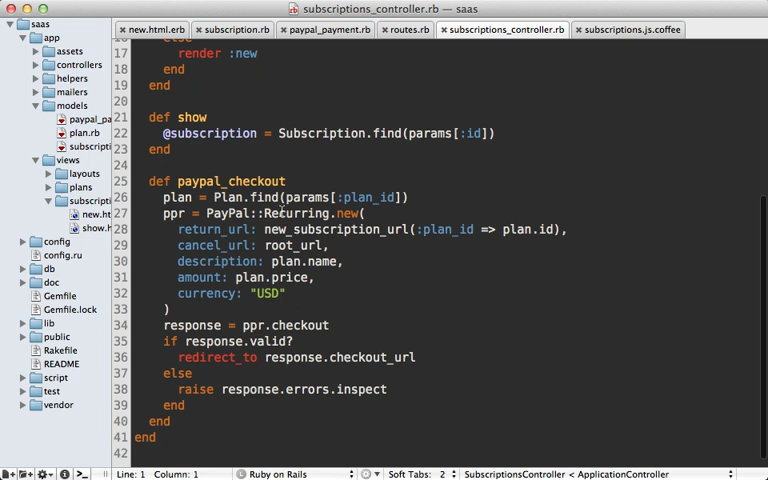 subscriptions_controller.rb — saas
new.html.erb subscription.rb paypal_payment.rb routes.rb subscriptions_controller.rb subscriptions.js.coffee
saas
app
assets
controllers
helpers
mailers
models
paypal_pa
plan.rb
subscripti
views
layouts
plans
subscripti
new.ht
show.h
config
config.ru
db
doc
Gemfile
Gemfile.lock
lib
public
Rakefile
README
script
test
vendor
17 render :new
18 end
19 end
20
21 def show
22 @subscription = Subscription.find(params[:id])
23 end
24
25 def paypal_checkout
26 plan = Plan.find(params[:plan_id])
27 ppr = PayPal::Recurring.new(
28 return_url: new_subscription_url(:plan_id => plan.id),
29 cancel_url: root_url,
30 description: plan.name,
31 amount: plan.price,
32 currency: "USD"
33 )
34 response = ppr.checkout
35 if response.valid?
36 redirect_to response.checkout_url
37 else
38 raise response.errors.inspect
39 end
40 end
41 end
42
Line: 1 Column: 1 Ruby on Rails Soft Tabs: 2 SubscriptionsController < ApplicationController